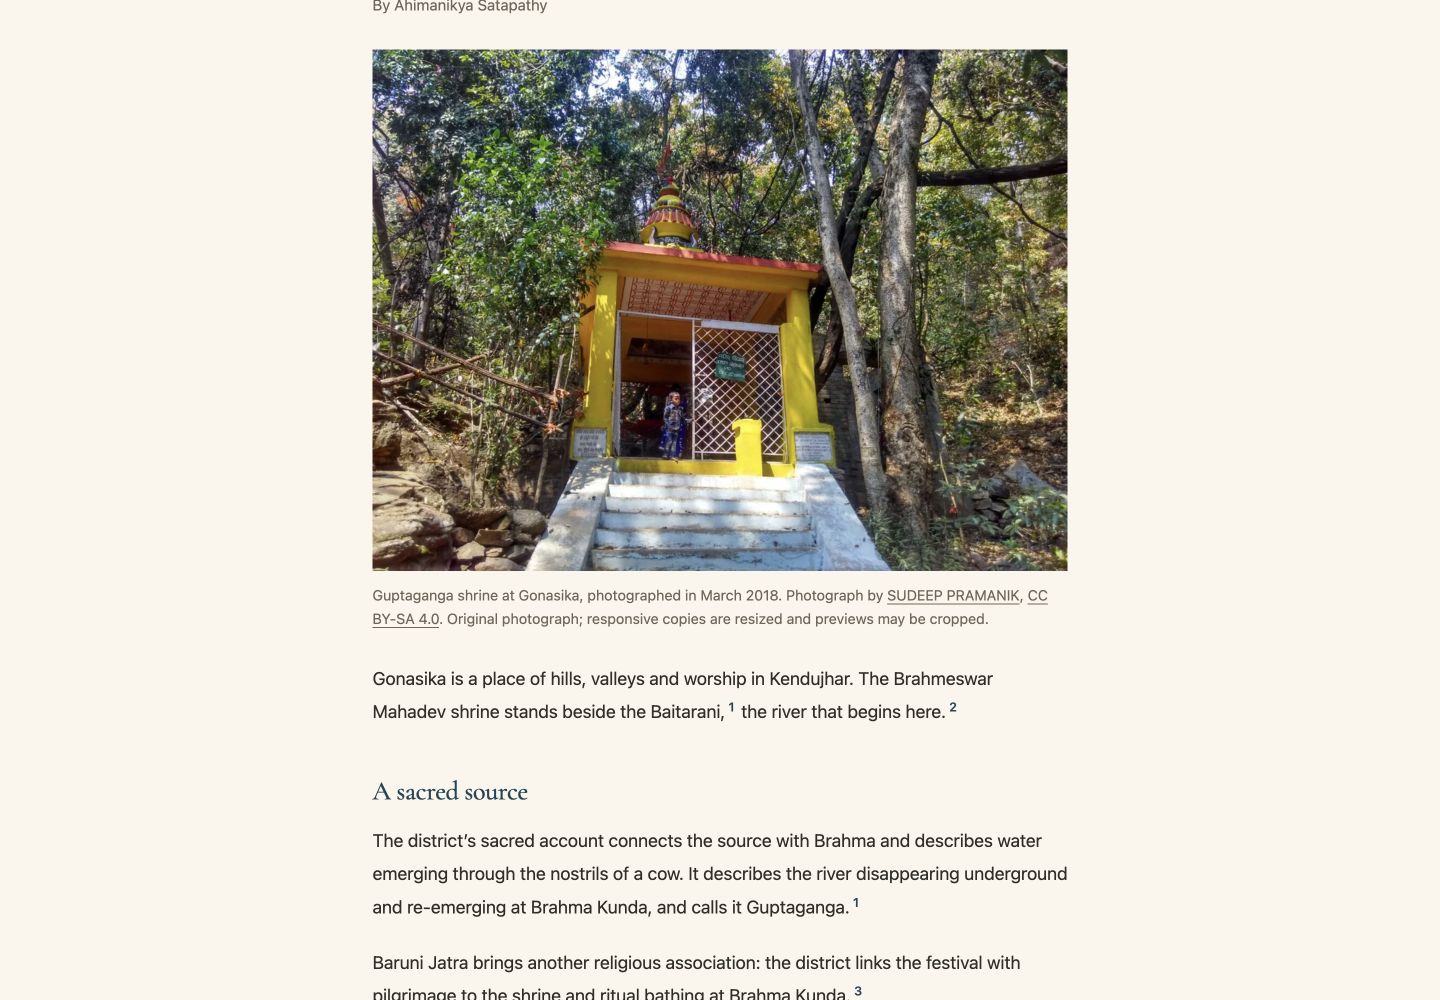 By Ahimanikya Satapathy
Guptaganga shrine at Gonasika, photographed in March 2018. Photograph by SUDEEP PRAMANIK, CC
BY-SA 4.0. Original photograph; responsive copies are resized and previews may be cropped.
Gonasika is a place of hills, valleys and worship in Kendujhar. The Brahmeswar
Mahadev shrine stands beside the Baitarani, 1 the river that begins here. 2
A sacred source
The district’s sacred account connects the source with Brahma and describes water
emerging through the nostrils of a cow. It describes the river disappearing underground
and re-emerging at Brahma Kunda, and calls it Guptaganga. 1
Baruni Jatra brings another religious association: the district links the festival with
pilgrimage to the shrine and ritual bathing at Brahma Kunda. 3